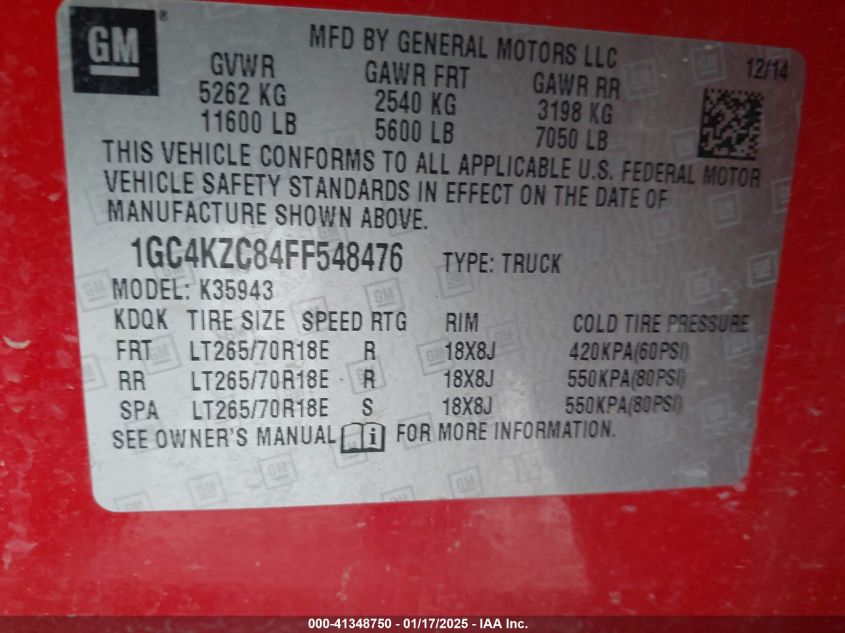 GM
MFD BY GENERAL MOTORS LLC
12/14
GVWR GAWR FRT GAWR RR
5262 KG 2540 KG 3198 KG
11600 LB 5600 LB 7050 LB
THIS VEHICLE CONFORMS TO ALL APPLICABLE U.S. FEDERAL MOTOR
VEHICLE SAFETY STANDARDS IN EFFECT ON THE DATE OF
MANUFACTURE SHOWN ABOVE.
1GC4KZC84FF548476 TYPE: TRUCK
MODEL: K35943
KDQK TIRE SIZE SPEED RTG RIM COLD TIRE PRESSURE
FRT LT265/70R18E R 18X8J 420KPA(60PSI)
RR LT265/70R18E R 18X8J 550KPA(80PSI)
SPA LT265/70R18E S 18X8J 550KPA(80PSI)
SEE OWNER'S MANUAL FOR MORE INFORMATION.
000-41348750 - 01/17/2025 - IAA Inc.